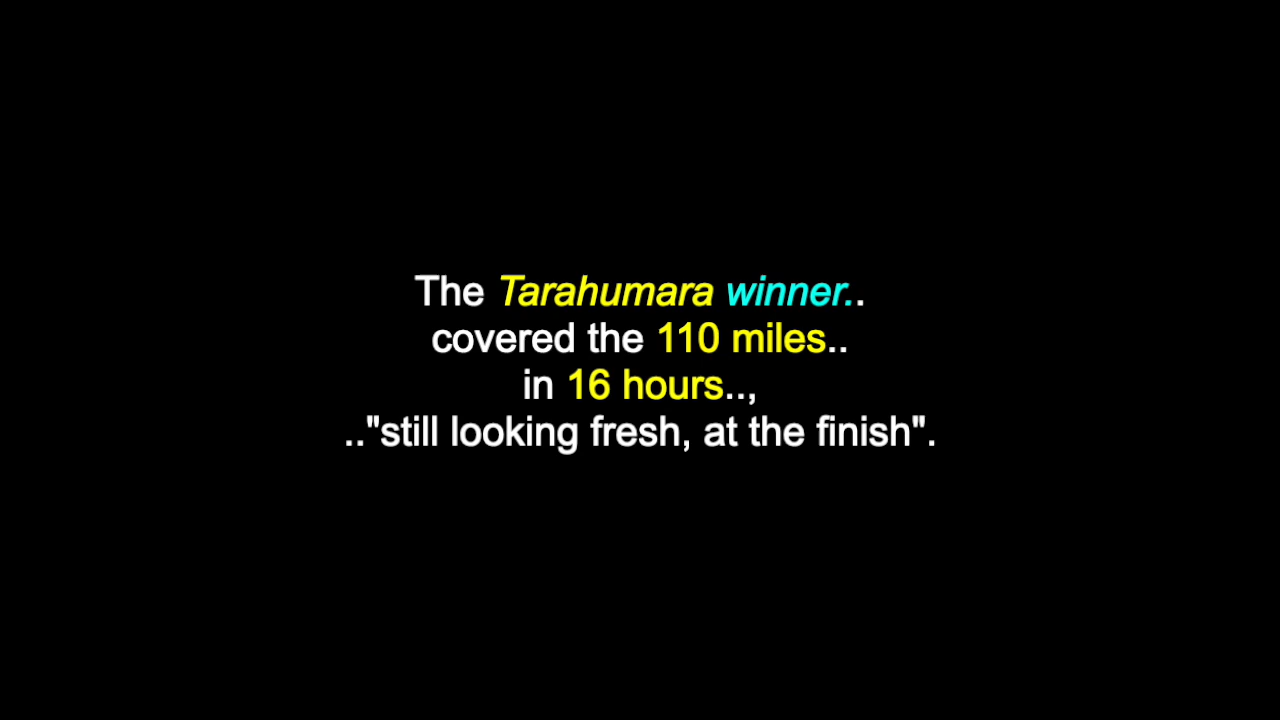 The Tarahumara winner..
covered the 110 miles..
in 16 hours..,
.."still looking fresh, at the finish".